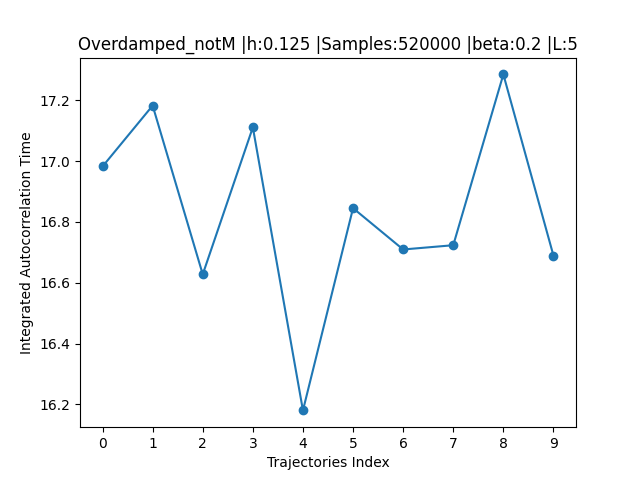 Overdamped_notM |h:0.125 |Samples:520000 |beta:0.2 |L:5
Integrated Autocorrelation Time
17.2
17.0
16.8
16.6
16.4
16.2
0 1 2 3 4 5 6 7 8 9
Trajectories Index